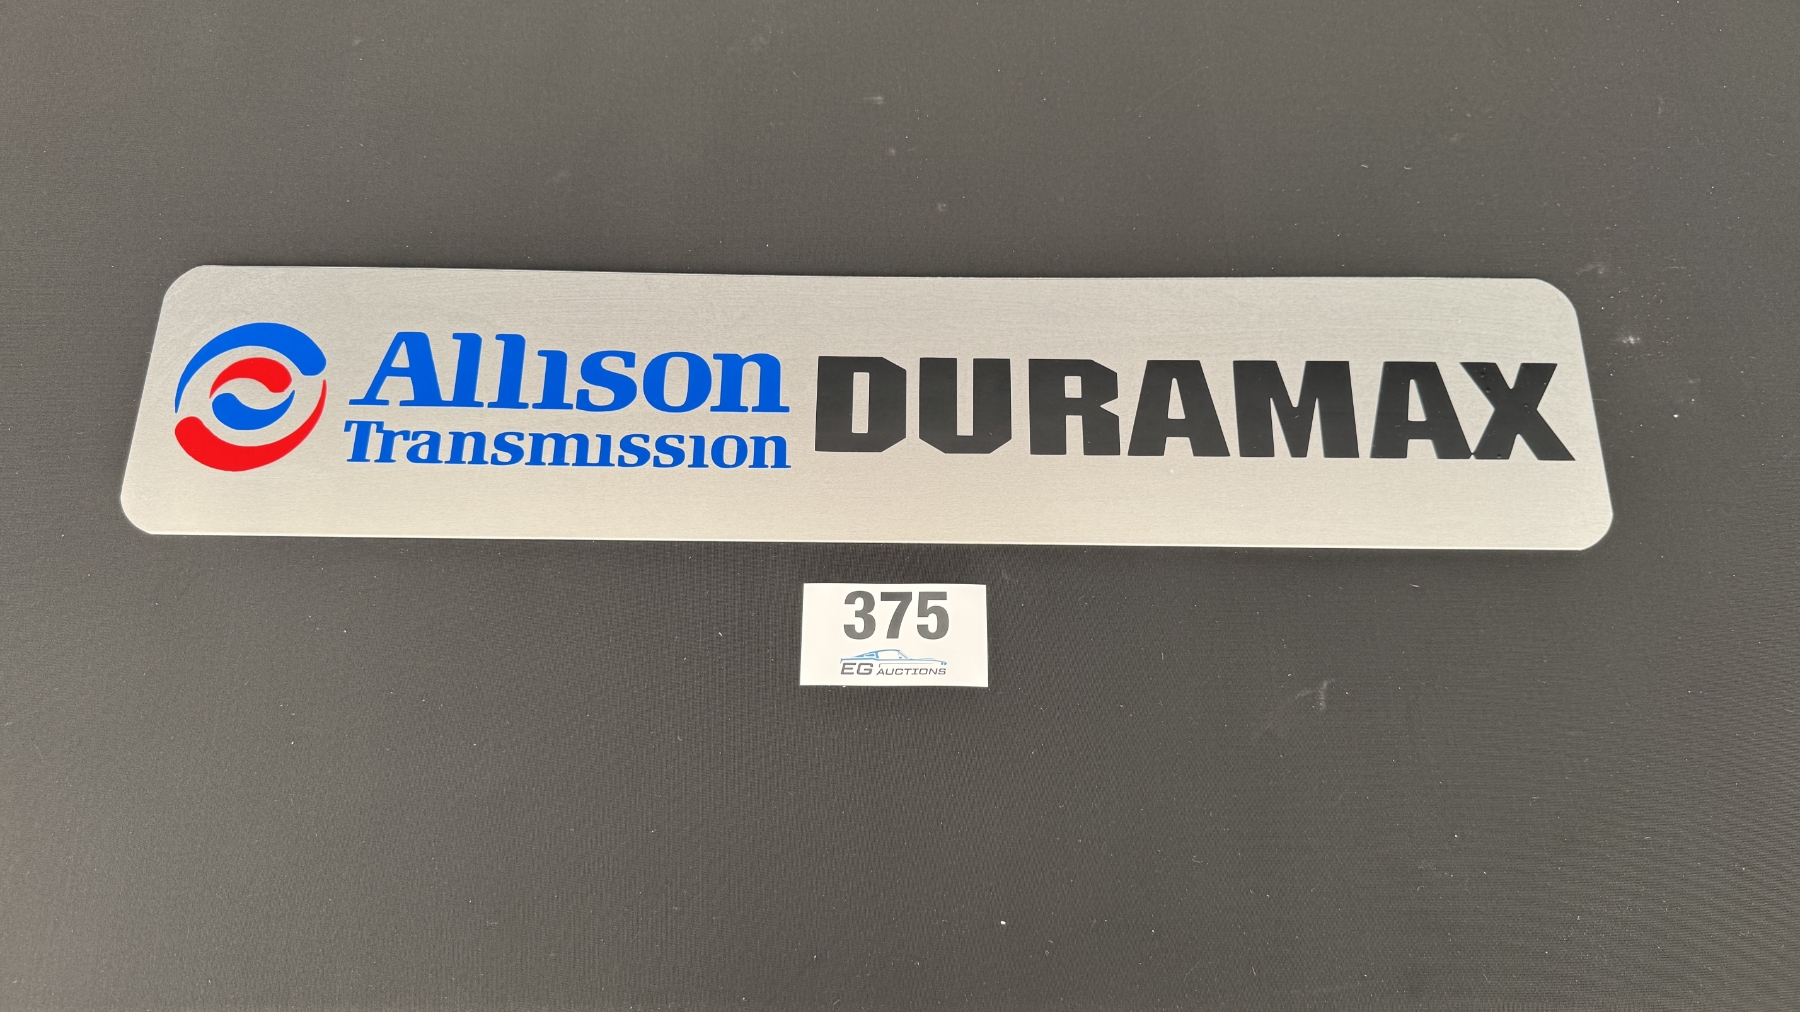 Allison
Transmission
DURAMAX
375
EG AUCTIONS